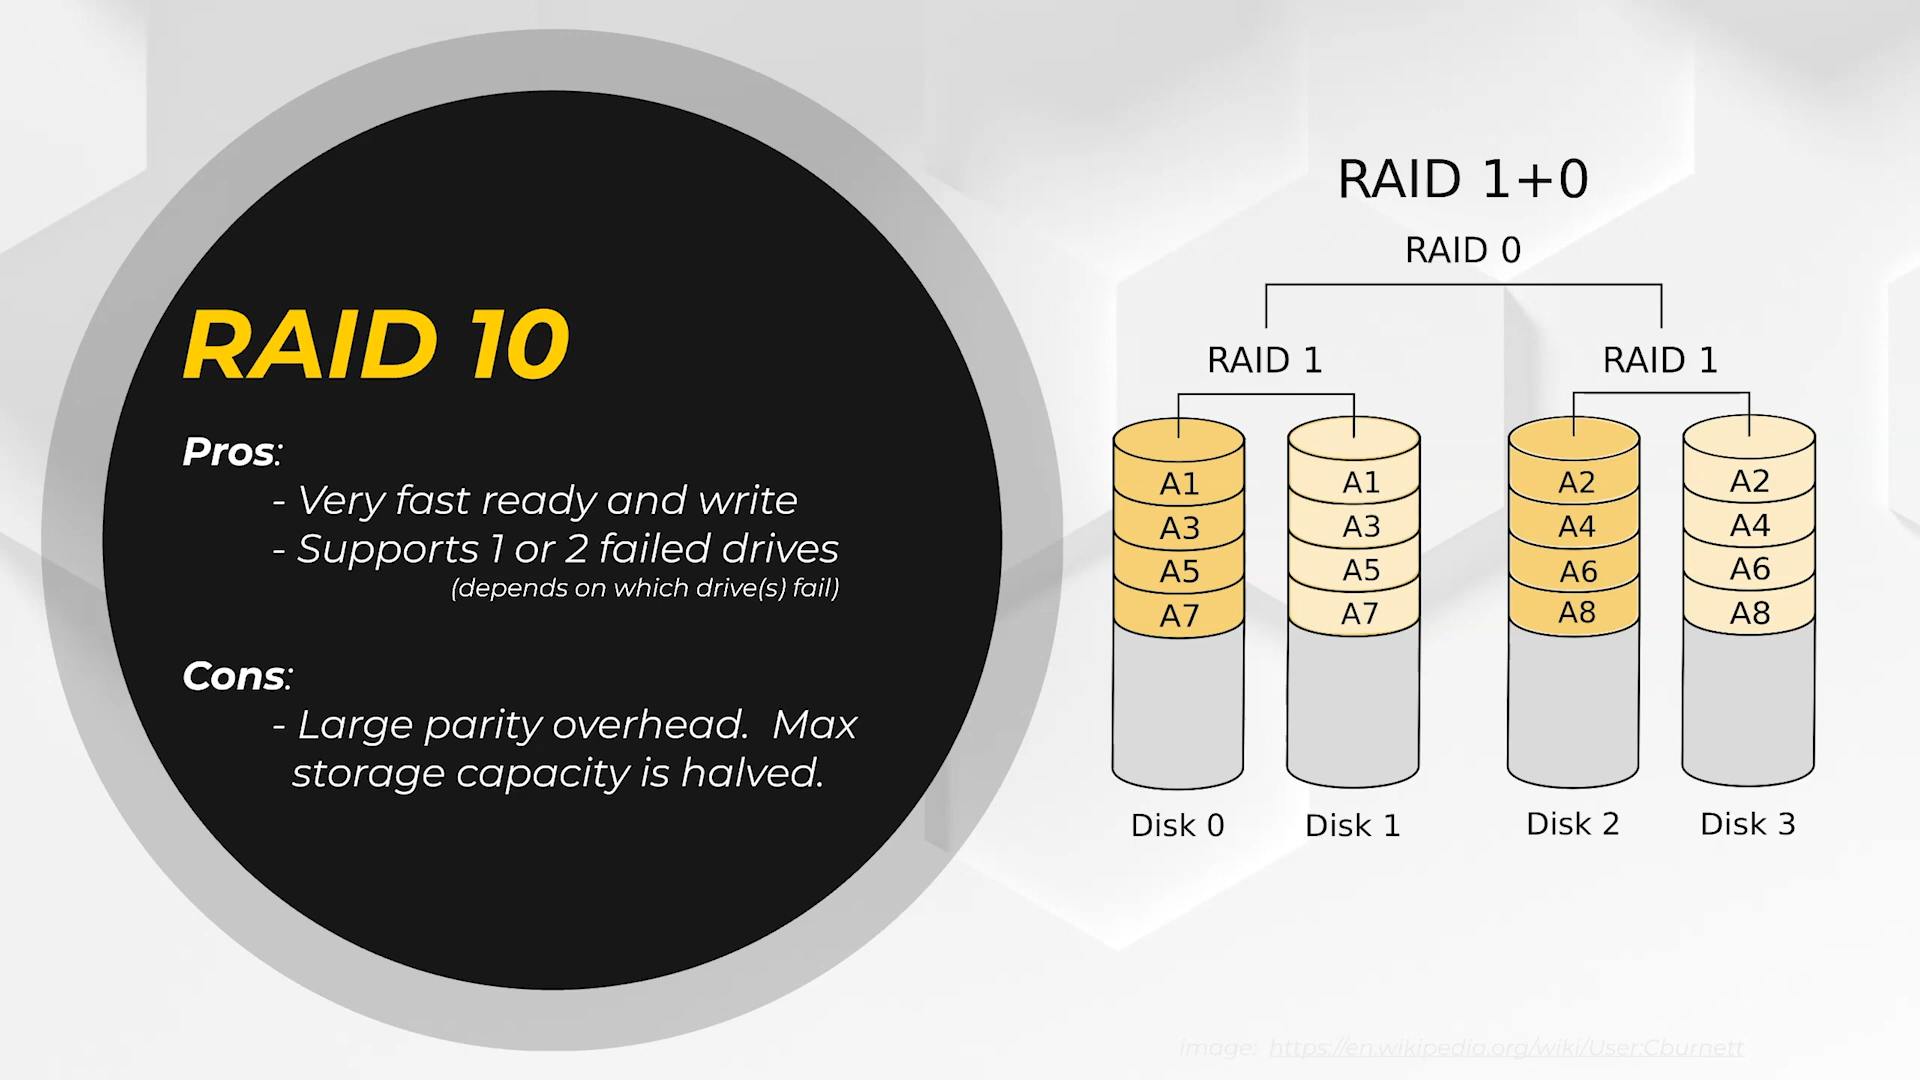 RAID 10
Pros:
- Very fast ready and write
- Supports 1 or 2 failed drives
(depends on which drive(s) fail)
Cons:
- Large parity overhead.  Max
storage capacity is halved.
RAID 1+0
RAID 0
RAID 1
RAID 1
A1
A3
A5
A7
Disk 0
A1
A3
A5
A7
Disk 1
A2
A4
A6
A8
Disk 2
A2
A4
A6
A8
Disk 3
image:  https://en.wikipedia.org/wiki/User:Cburnett